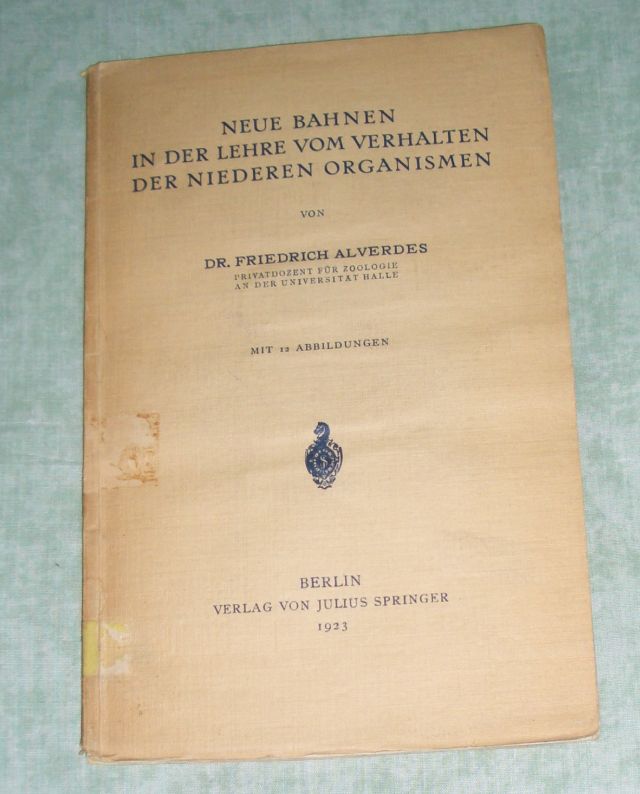 NEUE BAHNEN
IN DER LEHRE VOM VERHALTEN
DER NIEDEREN ORGANISMEN
VON
DR. FRIEDRICH ALVERDES
PRIVATDOZENT FÜR ZOOLOGIE
AN DER UNIVERSITÄT HALLE
MIT 12 ABBILDUNGEN
BERLIN
VERLAG VON JULIUS SPRINGER
1923